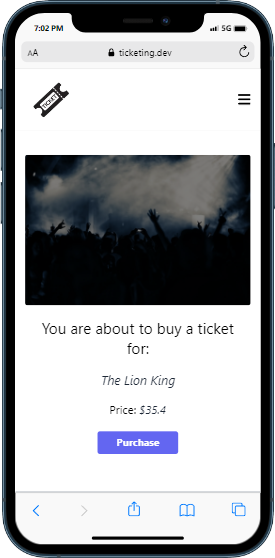 7:02 PM 5G
AA ticketing.dev
TICKET
You are about to buy a ticket
for:
The Lion King
Price: $35.4
Purchase